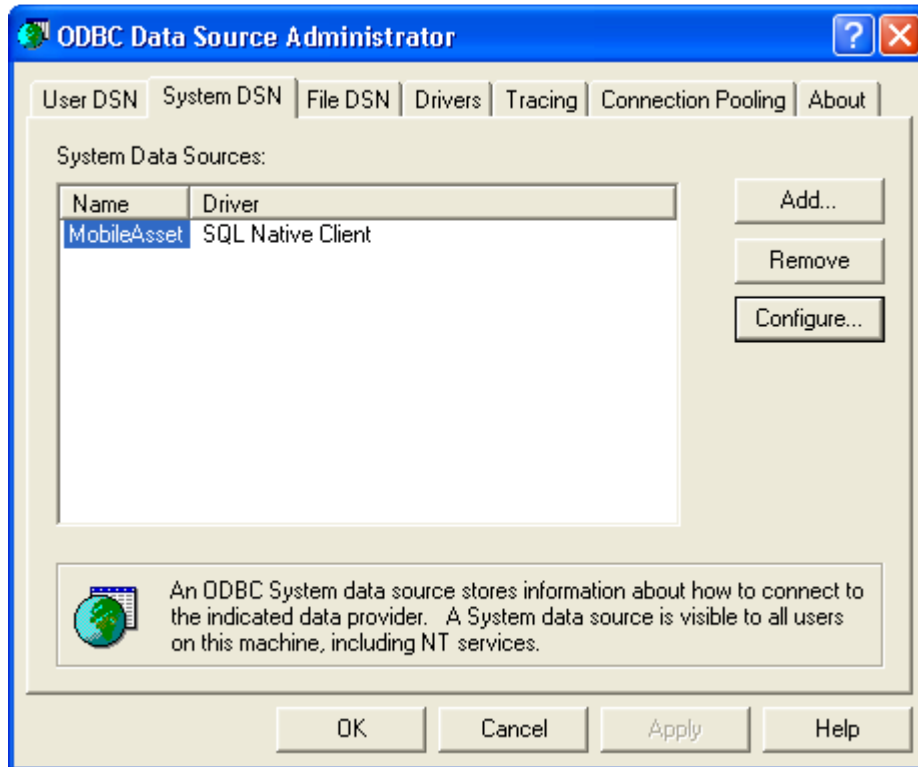 ODBC Data Source Administrator
User DSN System DSN File DSN Drivers Tracing Connection Pooling About
System Data Sources:
Name Driver
MobileAsset SQL Native Client
Add...
Remove
Configure...
An ODBC System data source stores information about how to connect to
the indicated data provider. A System data source is visible to all users
on this machine, including NT services.
OK Cancel Apply Help